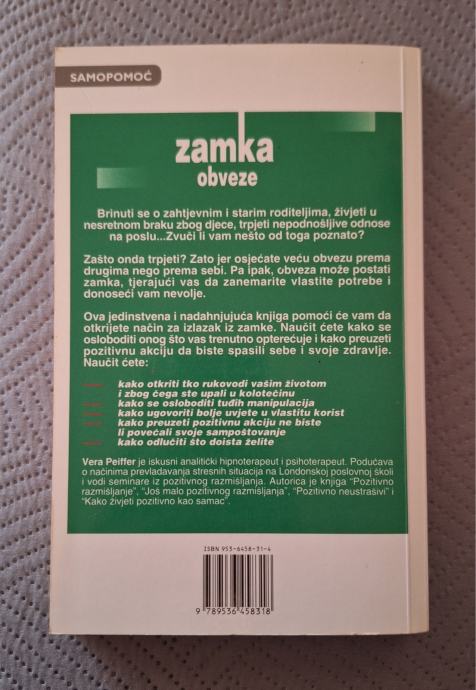 SAMOPOMOĆ
zamka
obveze
Brinuti se o zahtjevnim i starim roditeljima, živjeti u
nesretnom braku zbog djece, trpjeti nepodnošljive odnose
na poslu...Zvuči li vam nešto od toga poznato?
Zašto onda trpjeti? Zato jer osjećate veću obvezu prema
drugima nego prema sebi. Pa ipak, obveza može postati
zamka, tjerajući vas da zanemarite vlastite potrebe i
donoseći vam nevolje.
Ova jedinstvena i nadahnjujuća knjiga pomoći će vam da
otkrijete način za izlazak iz zamke. Naučit ćete kako se
osloboditi onog što vas trenutno opterećuje i kako preuzeti
pozitivnu akciju da biste spasili sebe i svoje zdravlje.
Naučit ćete:
kako otkriti tko rukovodi vašim životom
i zbog čega ste upali u kolotečinu
kako se osloboditi tuđih manipulacija
kako ugovoriti bolje uvjete u vlastitu korist
kako preuzeti pozitivnu akciju ne biste
li povećali svoje sampoštovanje
kako odlučiti što doista želite
Vera Peiffer je iskusni analitički hipnoterapeut i psihoterapeut. Podučava
o načinima prevladavanja stresnih situacija na Londonskoj poslovnoj školi
i vodi seminare iz pozitivnog razmišljanja. Autorica je knjiga "Pozitivno
razmišljanje", "Još malo pozitivnog razmišljanja", "Pozitivno neustrašivi" i
"Kako živjeti pozitivno kao samac".
ISBN 953-6458-31-4
9 789536 458318